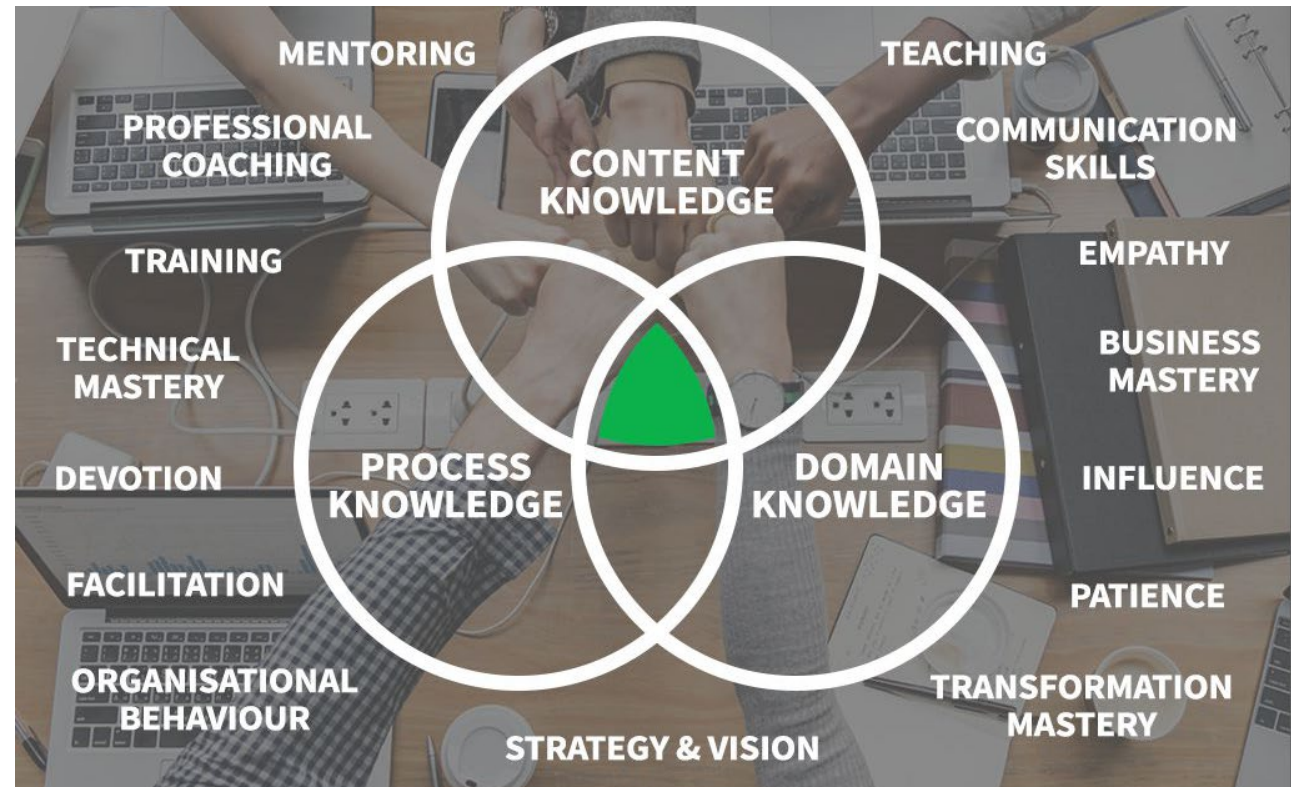 MENTORING
TEACHING
PROFESSIONAL
COACHING
COMMUNICATION
SKILLS
CONTENT
KNOWLEDGE
TRAINING
EMPATHY
TECHNICAL
MASTERY
BUSINESS
MASTERY
DEVOTION
PROCESS
KNOWLEDGE
DOMAIN
KNOWLEDGE
INFLUENCE
FACILITATION
PATIENCE
ORGANISATIONAL
BEHAVIOUR
TRANSFORMATION
MASTERY
STRATEGY & VISION